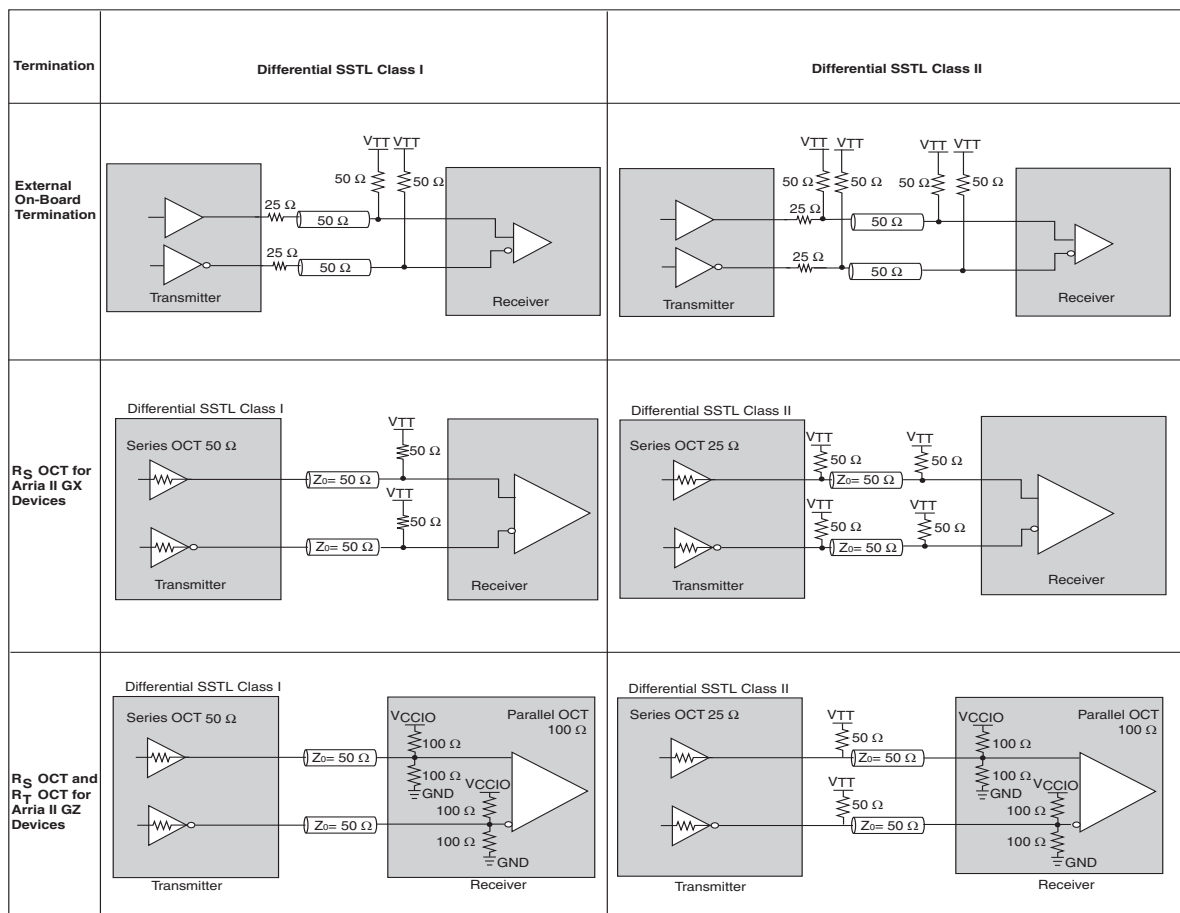 Termination
Differential SSTL Class I
Differential SSTL Class II
External
On-Board
Termination
VTT VTT
50 Ω 50 Ω
25 Ω
50 Ω
25 Ω
50 Ω
Transmitter
Receiver
VTT VTT
VTT VTT
50 Ω 50 Ω
50 Ω 50 Ω
25 Ω
50 Ω
25 Ω
50 Ω
Transmitter
Receiver
RS OCT for
Arria II GX
Devices
Differential SSTL Class I
Series OCT 50 Ω
VTT
50 Ω
Z0= 50 Ω
VTT
50 Ω
Z0= 50 Ω
Transmitter
Receiver
Differential SSTL Class II
Series OCT 25 Ω
VTT VTT
50 Ω 50 Ω
Z0= 50 Ω
VTT VTT
50 Ω 50 Ω
Z0= 50 Ω
Transmitter
Receiver
RS OCT and
RT OCT for
Arria II GZ
Devices
Differential SSTL Class I
Series OCT 50 Ω
Z0= 50 Ω
Z0= 50 Ω
Transmitter
Parallel OCT
100 Ω
VCCIO
100 Ω
100 Ω
GND
VCCIO
100 Ω
100 Ω
GND
Receiver
Differential SSTL Class II
Series OCT 25 Ω
VTT
50 Ω
Z0= 50 Ω
VTT
50 Ω
Z0= 50 Ω
Transmitter
Parallel OCT
100 Ω
VCCIO
100 Ω
100 Ω
GND
VCCIO
100 Ω
100 Ω
GND
Receiver